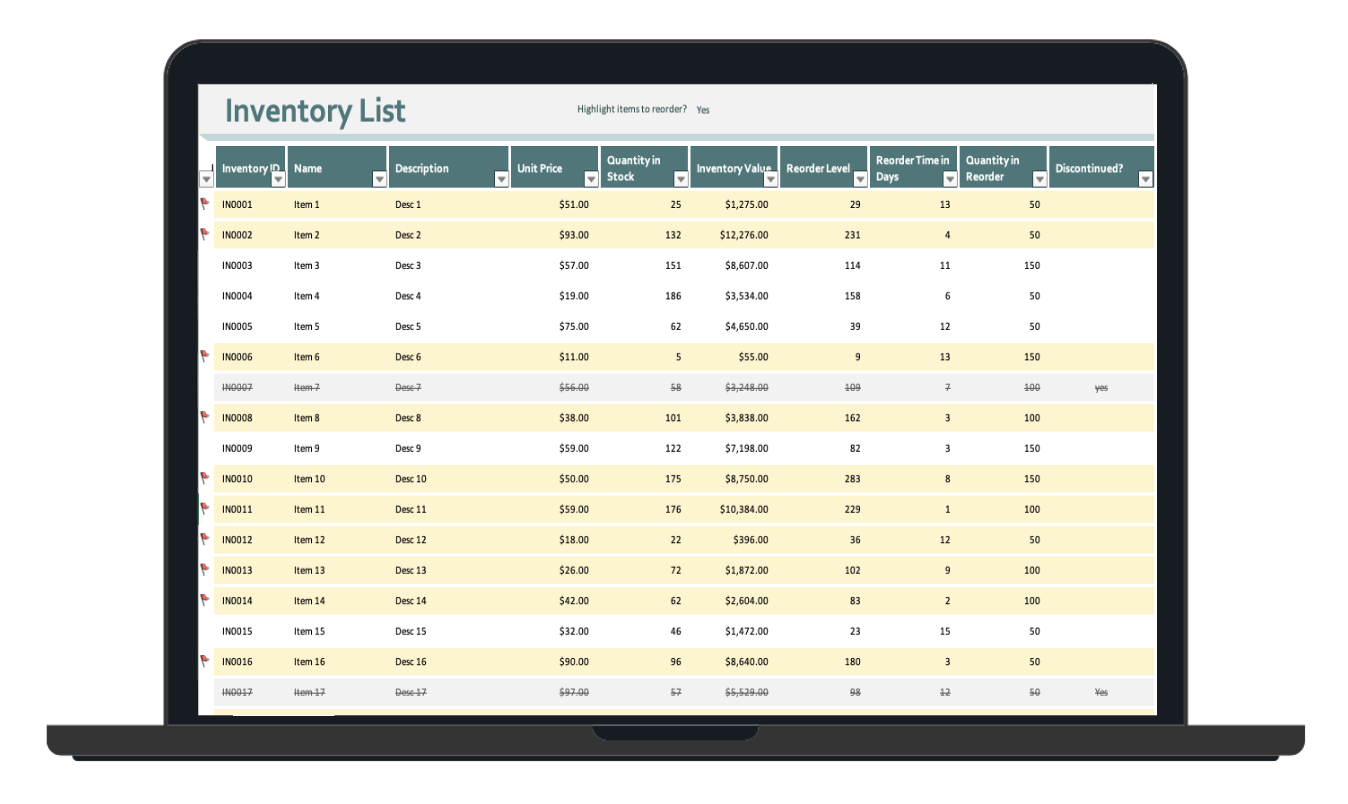 Inventory List
Highlight items to reorder? Yes
Inventory ID Name Description Unit Price Quantity in Stock Inventory Value Reorder Level Reorder Time in Days Quantity in Reorder Discontinued?
IN0001 Item 1 Desc 1 $51.00 25 $1,275.00 29 13 50
IN0002 Item 2 Desc 2 $93.00 132 $12,276.00 231 4 50
IN0003 Item 3 Desc 3 $57.00 151 $8,607.00 114 11 150
IN0004 Item 4 Desc 4 $19.00 186 $3,534.00 158 6 50
IN0005 Item 5 Desc 5 $75.00 62 $4,650.00 39 12 50
IN0006 Item 6 Desc 6 $11.00 5 $55.00 9 13 150
IN0007 Item 7 Desc 7 $56.00 58 $3,248.00 109 7 100 yes
IN0008 Item 8 Desc 8 $38.00 101 $3,838.00 162 3 100
IN0009 Item 9 Desc 9 $59.00 122 $7,198.00 82 3 150
IN0010 Item 10 Desc 10 $50.00 175 $8,750.00 283 8 150
IN0011 Item 11 Desc 11 $59.00 176 $10,384.00 229 1 100
IN0012 Item 12 Desc 12 $18.00 22 $396.00 36 12 50
IN0013 Item 13 Desc 13 $26.00 72 $1,872.00 102 9 100
IN0014 Item 14 Desc 14 $42.00 62 $2,604.00 83 2 100
IN0015 Item 15 Desc 15 $32.00 46 $1,472.00 23 15 50
IN0016 Item 16 Desc 16 $90.00 96 $8,640.00 180 3 50
IN0017 Item 17 Desc 17 $97.00 57 $5,529.00 98 12 50 Yes